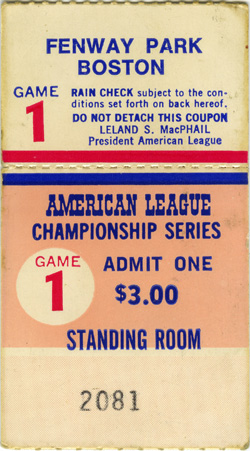 FENWAY PARK
BOSTON
GAME
1
RAIN CHECK subject to the con-
ditions set forth on back hereof.
DO NOT DETACH THIS COUPON
LELAND S. MacPHAIL
President American League
AMERICAN LEAGUE
CHAMPIONSHIP SERIES
GAME
1
ADMIT ONE
$3.00
STANDING ROOM
2081